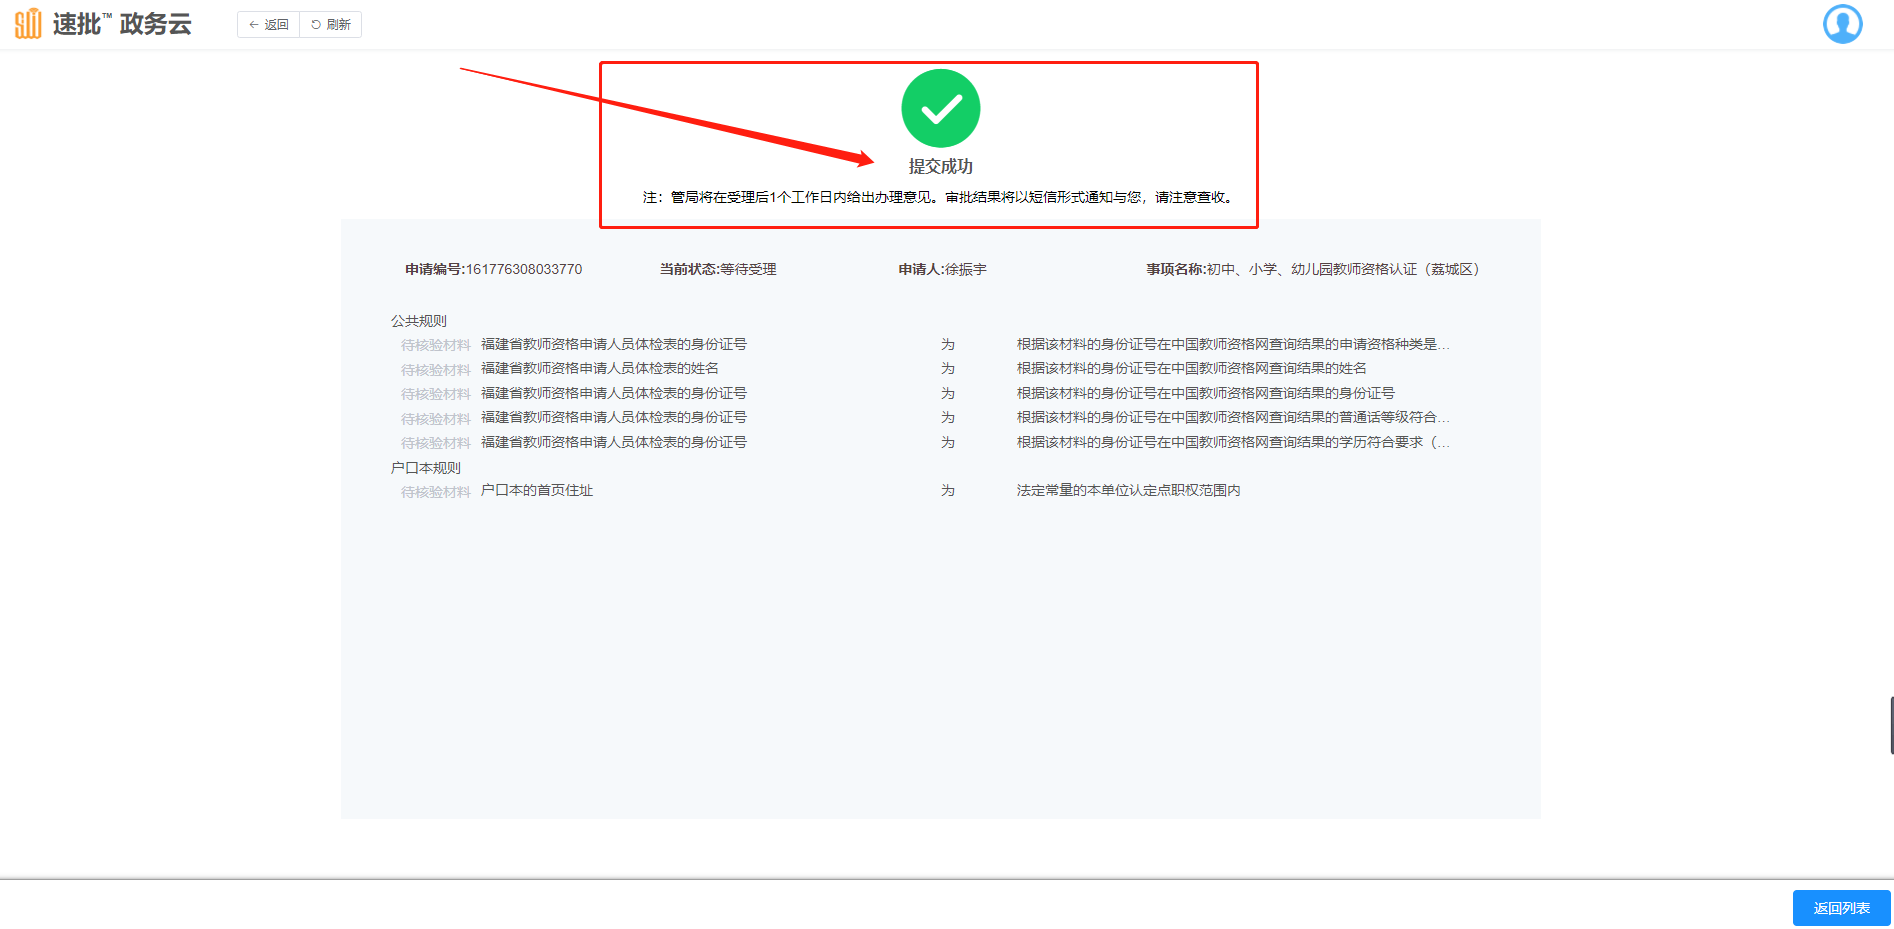 速批™ 政务云
← 返回 刷新
提交成功
注：管局将在受理后1个工作日内给出办理意见。审批结果将以短信形式通知与您，请注意查收。
申请编号:161776308033770 当前状态:等待受理 申请人:徐振宇 事项名称:初中、小学、幼儿园教师资格认证（荔城区）
公共规则
待核验材料 福建省教师资格申请人员体检表的身份证号 为 根据该材料的身份证号在中国教师资格网查询结果的申请资格种类是...
待核验材料 福建省教师资格申请人员体检表的姓名 为 根据该材料的身份证号在中国教师资格网查询结果的姓名
待核验材料 福建省教师资格申请人员体检表的身份证号 为 根据该材料的身份证号在中国教师资格网查询结果的身份证号
待核验材料 福建省教师资格申请人员体检表的身份证号 为 根据该材料的身份证号在中国教师资格网查询结果的普通话等级符合...
待核验材料 福建省教师资格申请人员体检表的身份证号 为 根据该材料的身份证号在中国教师资格网查询结果的学历符合要求（...
户口本规则
待核验材料 户口本的首页住址 为 法定常量的本单位认定点职权范围内
返回列表